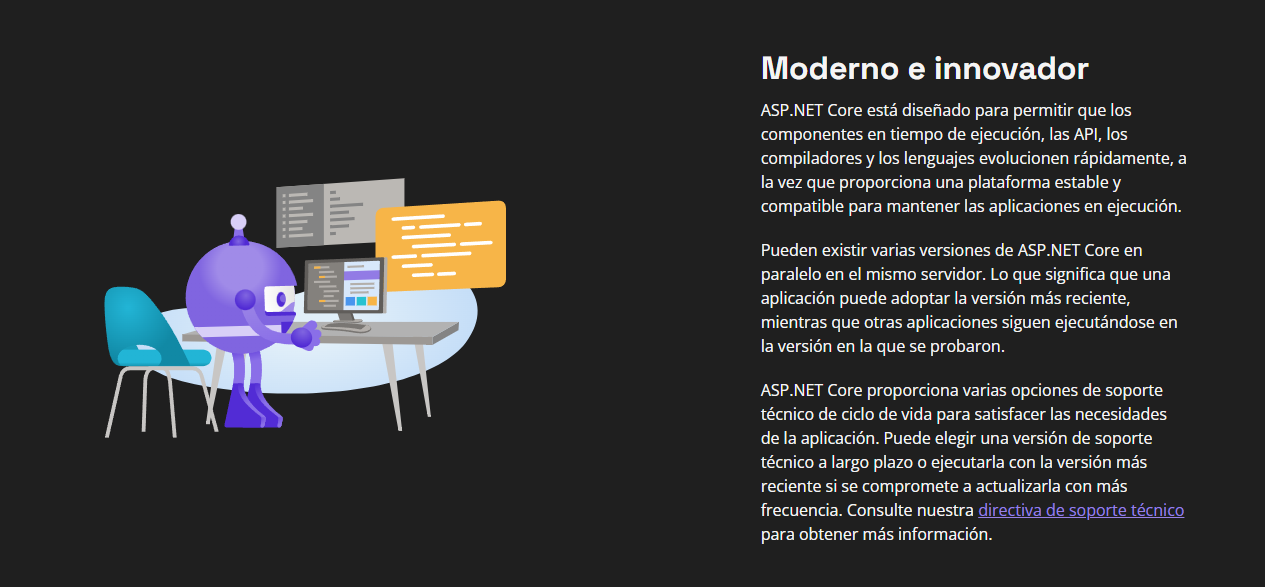 Moderno e innovador
ASP.NET Core está diseñado para permitir que los
componentes en tiempo de ejecución, las API, los
compiladores y los lenguajes evolucionen rápidamente, a
la vez que proporciona una plataforma estable y
compatible para mantener las aplicaciones en ejecución.
Pueden existir varias versiones de ASP.NET Core en
paralelo en el mismo servidor. Lo que significa que una
aplicación puede adoptar la versión más reciente,
mientras que otras aplicaciones siguen ejecutándose en
la versión en la que se probaron.
ASP.NET Core proporciona varias opciones de soporte
técnico de ciclo de vida para satisfacer las necesidades
de la aplicación. Puede elegir una versión de soporte
técnico a largo plazo o ejecutarla con la versión más
reciente si se compromete a actualizarla con más
frecuencia. Consulte nuestra directiva de soporte técnico
para obtener más información.